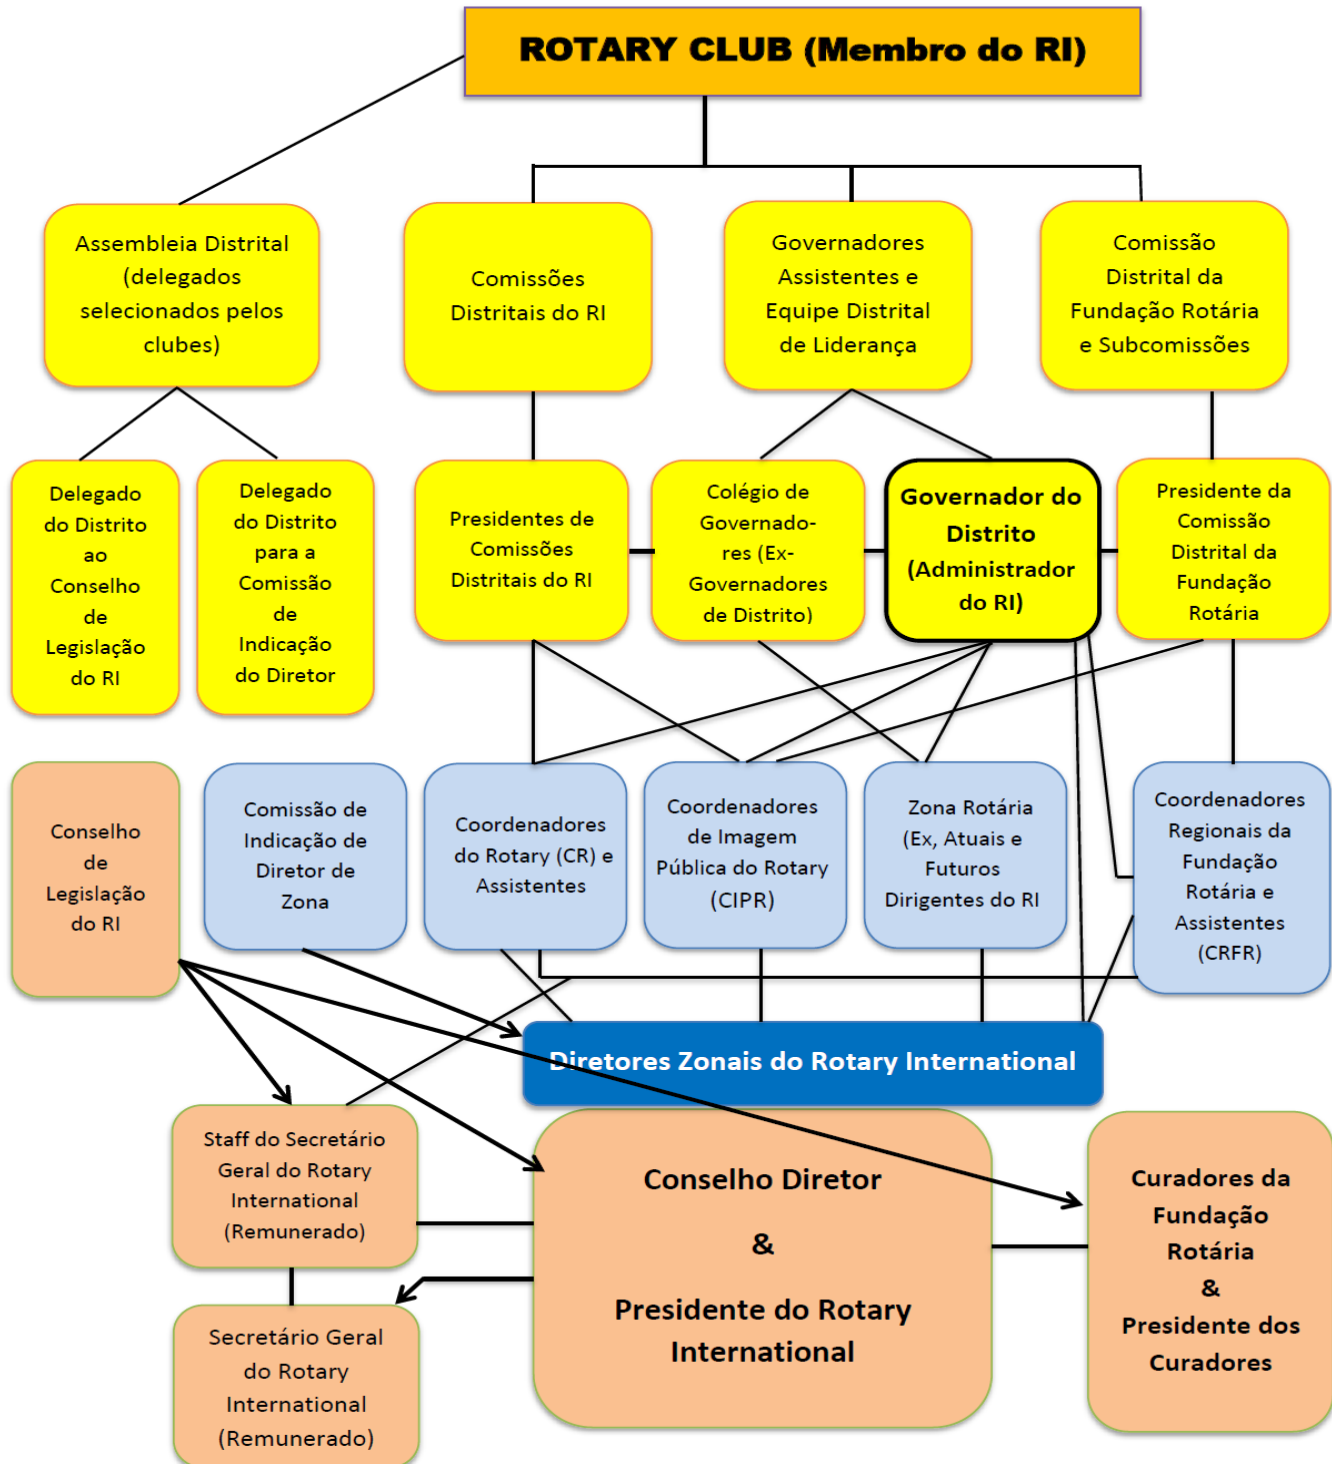 ROTARY CLUB (Membro do RI)
Assembleia Distrital
(delegados
selecionados pelos
clubes)
Comissões
Distritais do RI
Governadores
Assistentes e
Equipe Distrital
de Liderança
Comissão
Distrital da
Fundação Rotária
e Subcomissões
Delegado
do Distrito
ao
Conselho
de
Legislação
do RI
Delegado
do Distrito
para a
Comissão
de
Indicação
do Diretor
Presidentes de
Comissões
Distritais do RI
Colégio de
Governado-
res (Ex-
Governadores
de Distrito)
Governador do
Distrito
(Administrador
do RI)
Presidente da
Comissão
Distrital da
Fundação
Rotária
Conselho
de
Legislação
do RI
Comissão de
Indicação de
Diretor de
Zona
Coordenadores
do Rotary (CR) e
Assistentes
Coordenadores
de Imagem
Pública do Rotary
(CIPR)
Zona Rotária
(Ex, Atuais e
Futuros
Dirigentes do RI
Coordenadores
Regionais da
Fundação
Rotária e
Assistentes
(CRFR)
Diretores Zonais do Rotary International
Staff do Secretário
Geral do Rotary
International
(Remunerado)
Conselho Diretor
&
Presidente do Rotary
International
Curadores da
Fundação
Rotária
&
Presidente dos
Curadores
Secretário Geral
do Rotary
International
(Remunerado)